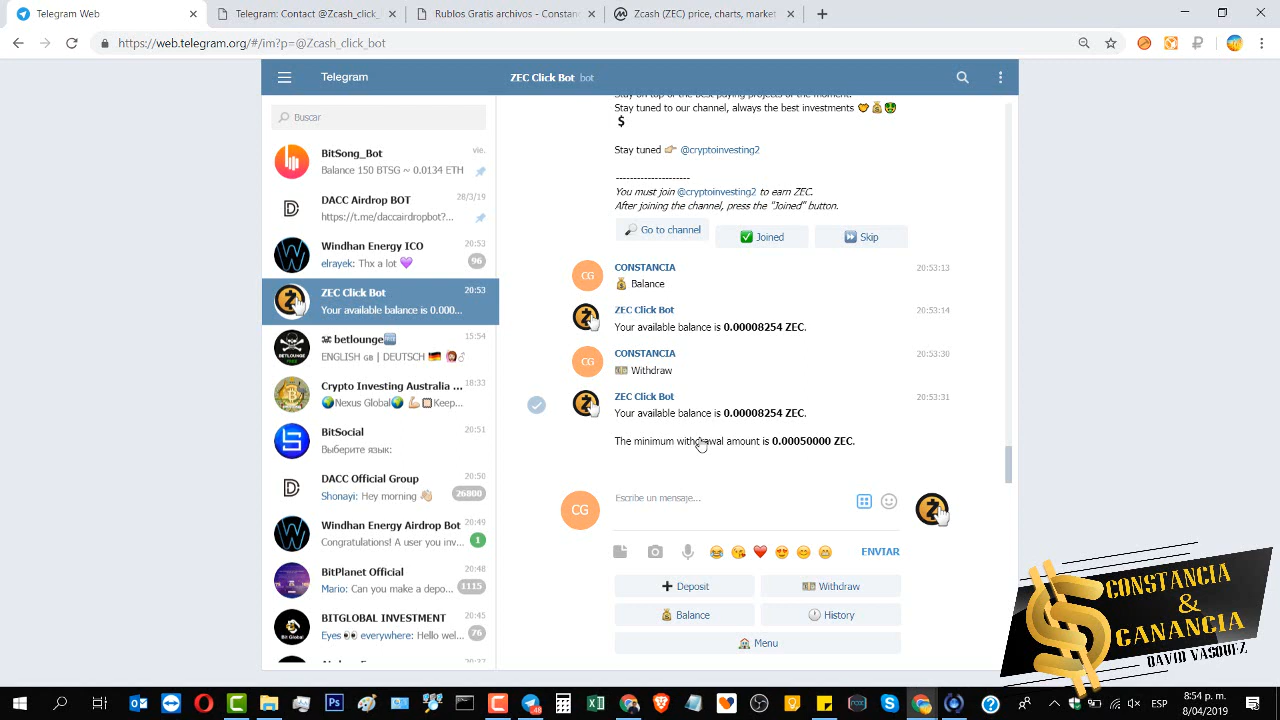 Telegram Web
Telegram: Contact @Zcash_click
Rublos Gratis - archivos - Constan
Zcash (ZEC) price, charts, market
https://web.telegram.org/#/im?p=@Zcash_click_bot
Telegram
ZEC Click Bot bot
Buscar
BitSong_Bot
vie.
Balance 150 BTSG ~ 0.0134 ETH
DACC Airdrop BOT
28/3/19
https://t.me/daccairdropbot?...
Windhan Energy ICO
20:53
elrayek: Thx a lot 💜
96
ZEC Click Bot
20:53
Your available balance is 0.000...
betlounge
15:54
ENGLISH GB | DEUTSCH
Crypto Investing Australia ...
18:33
🌍Nexus Global🌍 Keep...
BitSocial
20:51
Выберите язык:
DACC Official Group
20:50
Shonayi: Hey morning 👋🏼
26800
Windhan Energy Airdrop Bot
20:49
Congratulations! A user you inv...
1
BitPlanet Official
20:48
Mario: Can you make a depo...
1115
BITGLOBAL INVESTMENT
20:45
Eyes 👀 everywhere: Hello wel...
76
Stay on top of the best paying projects of the moment.
Stay tuned to our channel, always the best investments
$
Stay tuned 👉🏼 @cryptoinvesting2
--------------------
You must join @cryptoinvesting2 to earn ZEC.
After joining the channel, press the "Joined" button.
🔎 Go to channel
✅ Joined
⏩ Skip
CG
CONSTANCIA
20:53:13
💰 Balance
ZEC Click Bot
20:53:14
Your available balance is 0.00008254 ZEC.
CG
CONSTANCIA
20:53:30
💵 Withdraw
ZEC Click Bot
20:53:31
Your available balance is 0.00008254 ZEC.
The minimum withdrawal amount is 0.00050000 ZEC.
CG
Escribe un mensaje...
ENVIAR
➕ Deposit
💵 Withdraw
💰 Balance
🕐 History
Menu
CONSTANCIA
&
GANANCIA
DAVID VASQUEZ
ESP
8:54 p. m.
8/04/2019